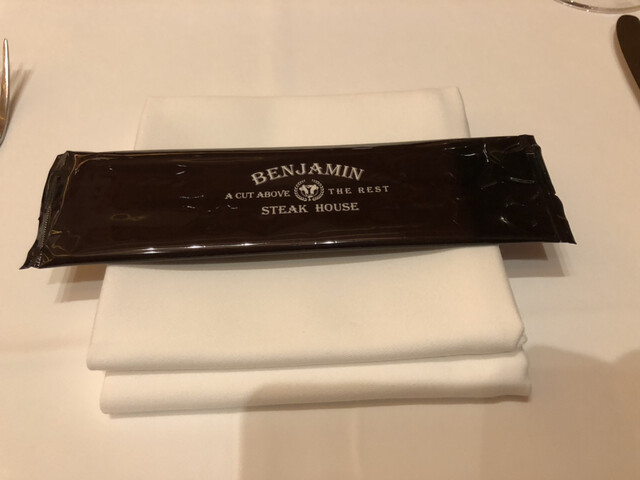 BENJAMIN
A CUT ABOVE THE REST
STEAK HOUSE